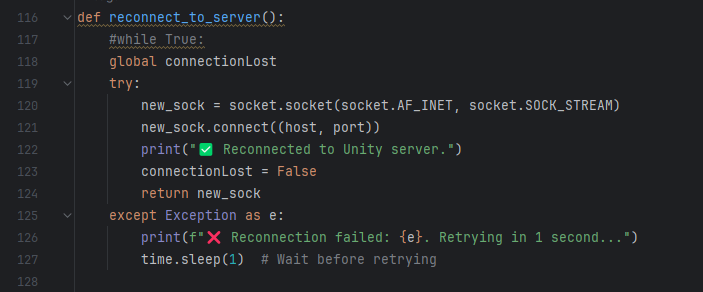 116 def reconnect_to_server():
117     #while True:
118     global connectionLost
119     try:
120         new_sock = socket.socket(socket.AF_INET, socket.SOCK_STREAM)
121         new_sock.connect((host, port))
122         print("✅ Reconnected to Unity server.")
123         connectionLost = False
124         return new_sock
125     except Exception as e:
126         print(f"❌ Reconnection failed: {e}. Retrying in 1 second...")
127         time.sleep(1)  # Wait before retrying
128